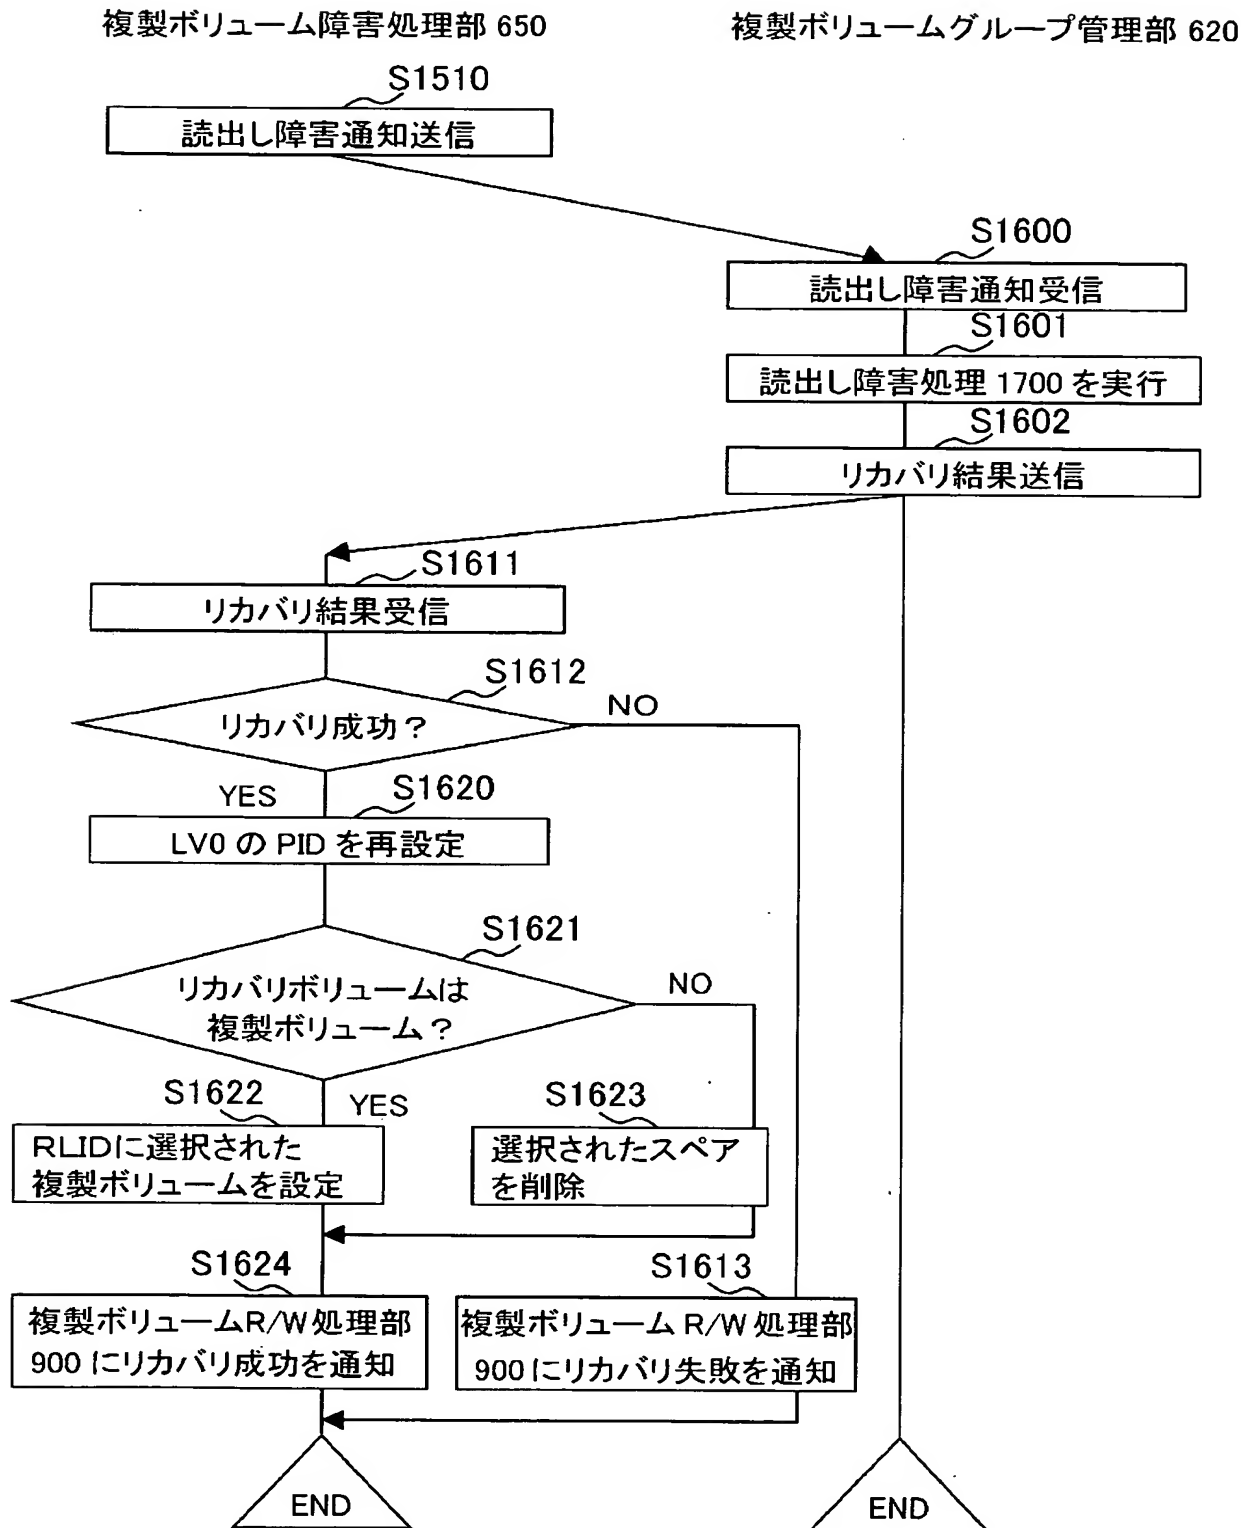 複製ボリューム障害処理部 650
複製ボリュームグループ管理部 620
S1510
読出し障害通知送信
S1600
読出し障害通知受信
S1601
読出し障害処理 1700 を実行
S1602
リカバリ結果送信
S1611
リカバリ結果受信
S1612
リカバリ成功？
NO
YES
S1620
LV0 の PID を再設定
S1621
リカバリボリュームは
複製ボリューム？
NO
YES
S1622
RLIDに選択された
複製ボリュームを設定
S1623
選択されたスペア
を削除
S1624
複製ボリュームR/W処理部
900 にリカバリ成功を通知
S1613
複製ボリューム R/W 処理部
900 にリカバリ失敗を通知
END
END